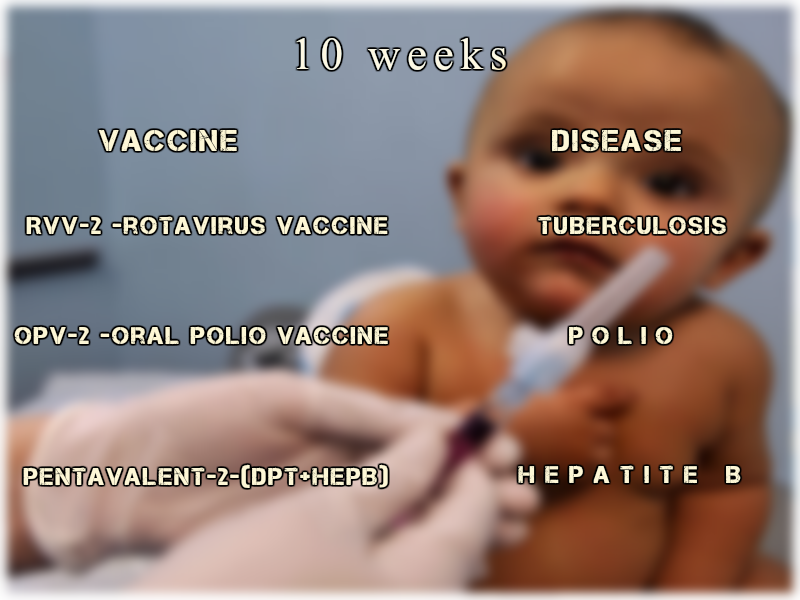 10 weeks
VACCINE DISEASE
RVV-2 -ROTAVIRUS VACCINE TUBERCULOSIS
OPV-2 -ORAL POLIO VACCINE POLIO
PENTAVALENT-2-(DPT+HEPB) HEPATITE B